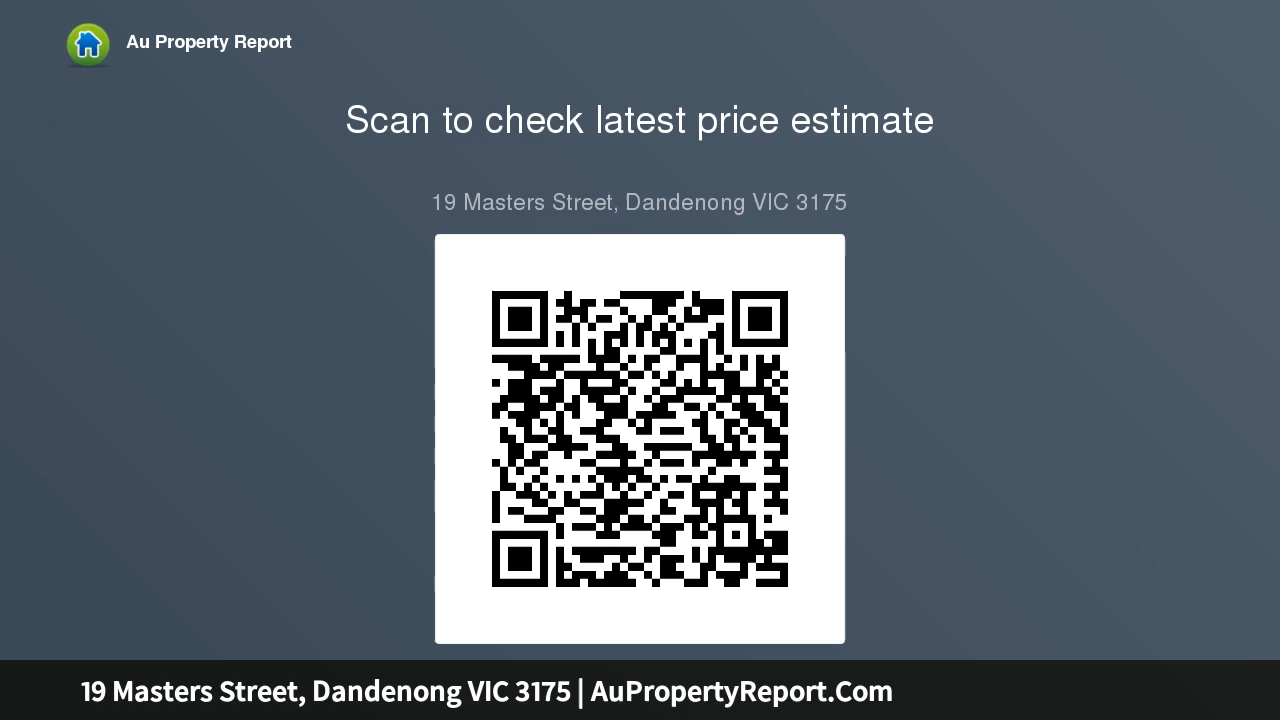 Au Property Report
Scan to check latest price estimate
19 Masters Street, Dandenong VIC 3175
19 Masters Street, Dandenong VIC 3175 | AuPropertyReport.Com